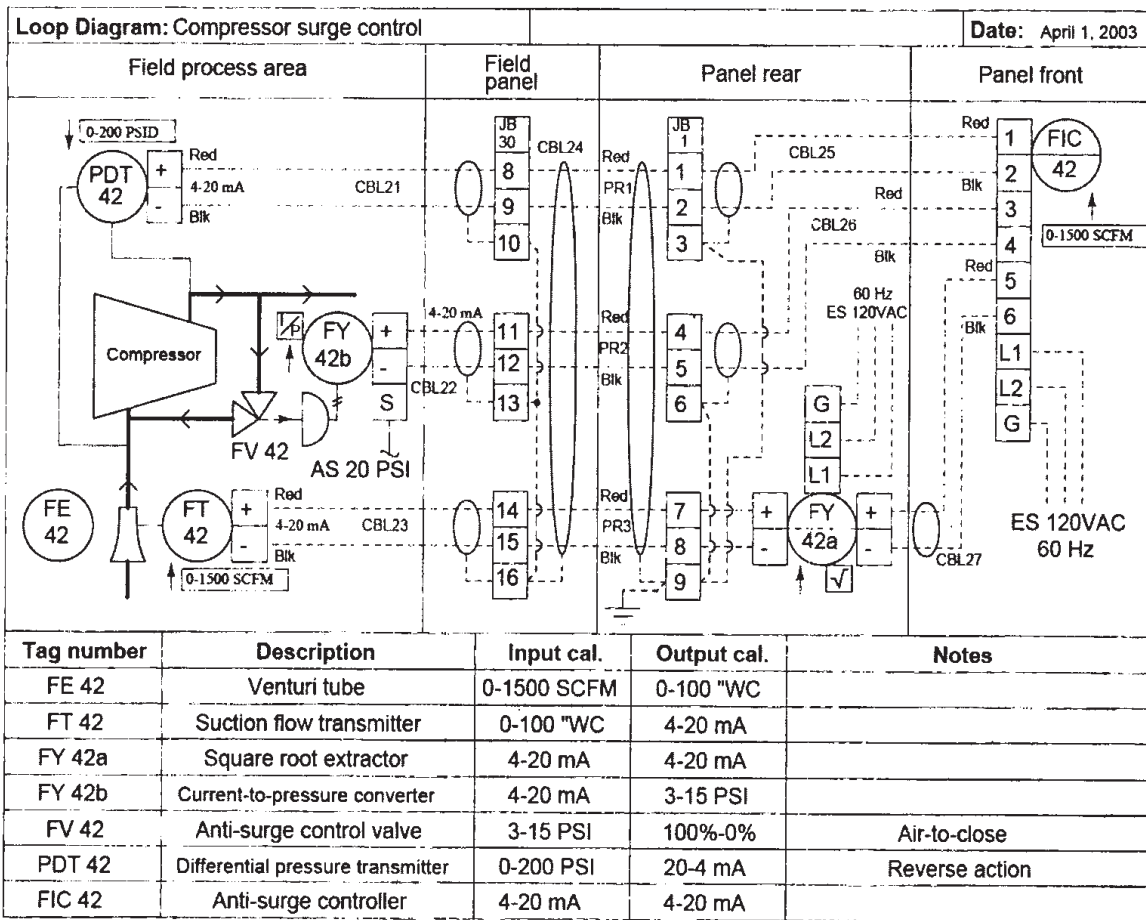 Loop Diagram: Compressor surge control
Date: April 1, 2003
Field process area
Field panel
Panel rear
Panel front
0-200 PSID
PDT 42
+
-
Red
4-20 mA
Blk
CBL21
JB 30
8
9
10
CBL24
Red
PR1
Blk
JB 1
1
2
3
CBL25
Red
Blk
Red
CBL26
Blk
1
2
3
4
5
6
L1
L2
G
FIC 42
0-1500 SCFM
Red
Blk
Compressor
I/P
FY 42b
+
-
S
4-20 mA
CBL22
11
12
13
Red
PR2
Blk
4
5
6
60 Hz
ES 120VAC
G
L2
L1
FV 42
AS 20 PSI
FE 42
FT 42
+
-
Red
4-20 mA
Blk
CBL23
0-1500 SCFM
14
15
16
Red
PR3
Blk
7
8
9
+
-
FY 42a
√
+
-
CBL27
ES 120VAC
60 Hz
Tag number Description Input cal. Output cal. Notes
FE 42 Venturi tube 0-1500 SCFM 0-100 "WC
FT 42 Suction flow transmitter 0-100 "WC 4-20 mA
FY 42a Square root extractor 4-20 mA 4-20 mA
FY 42b Current-to-pressure converter 4-20 mA 3-15 PSI
FV 42 Anti-surge control valve 3-15 PSI 100%-0% Air-to-close
PDT 42 Differential pressure transmitter 0-200 PSI 20-4 mA Reverse action
FIC 42 Anti-surge controller 4-20 mA 4-20 mA